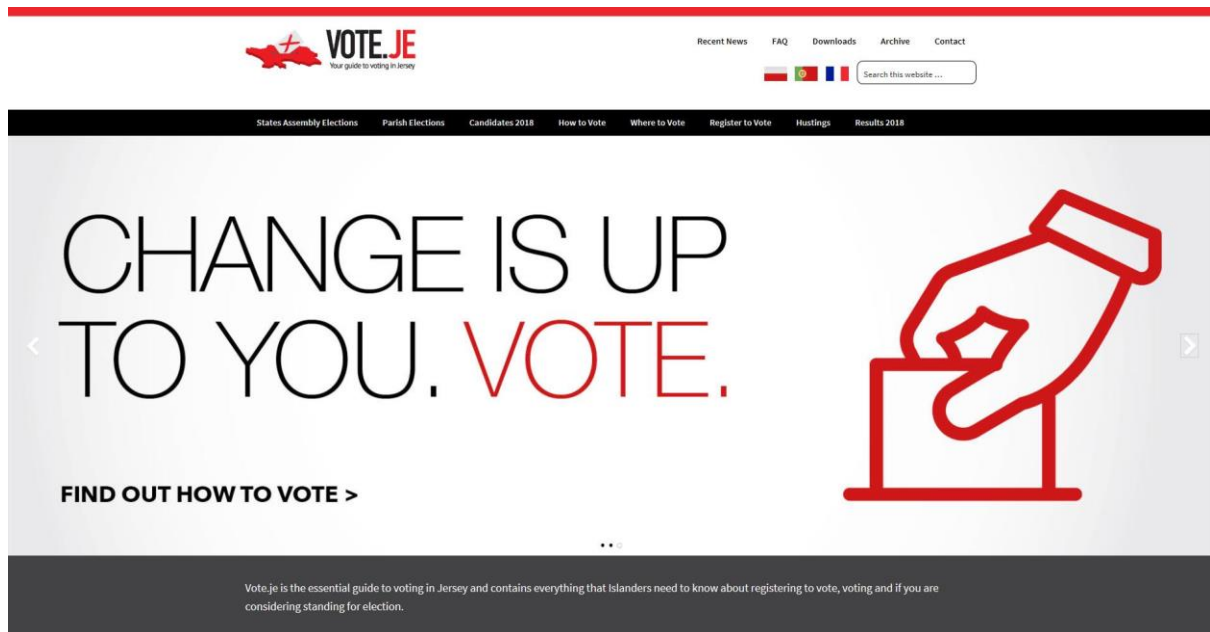 VOTE.JE
Your guide to voting in Jersey
Recent News FAQ Downloads Archive Contact
Search this website ...
States Assembly Elections Parish Elections Candidates 2018 How to Vote Where to Vote Register to Vote Hustings Results 2018
CHANGE IS UP
TO YOU. VOTE.
FIND OUT HOW TO VOTE >
Vote.je is the essential guide to voting in Jersey and contains everything that Islanders need to know about registering to vote, voting and if you are
considering standing for election.